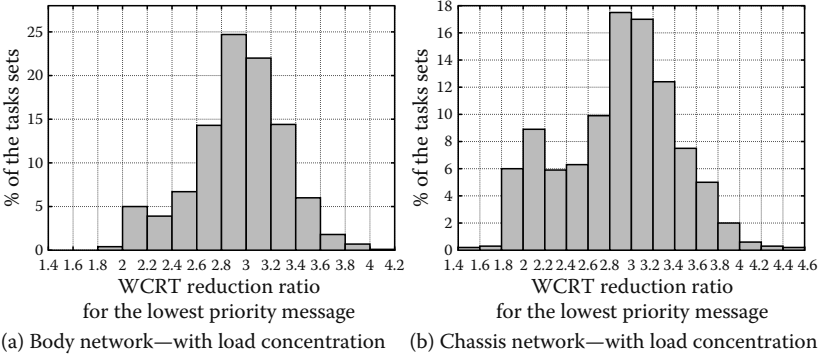 % of the tasks sets
25
20
15
10
5
0
1.4 1.6 1.8 2 2.2 2.4 2.6 2.8 3 3.2 3.4 3.6 3.8 4 4.2
WCRT reduction ratio
for the lowest priority message
(a) Body network—with load concentration
% of the tasks sets
18
16
14
12
10
8
6
4
2
0
1.4 1.6 1.8 2 2.2 2.4 2.6 2.8 3 3.2 3.4 3.6 3.8 4 4.2 4.4 4.6
WCRT reduction ratio
for the lowest priority message
(b) Chassis network—with load concentration